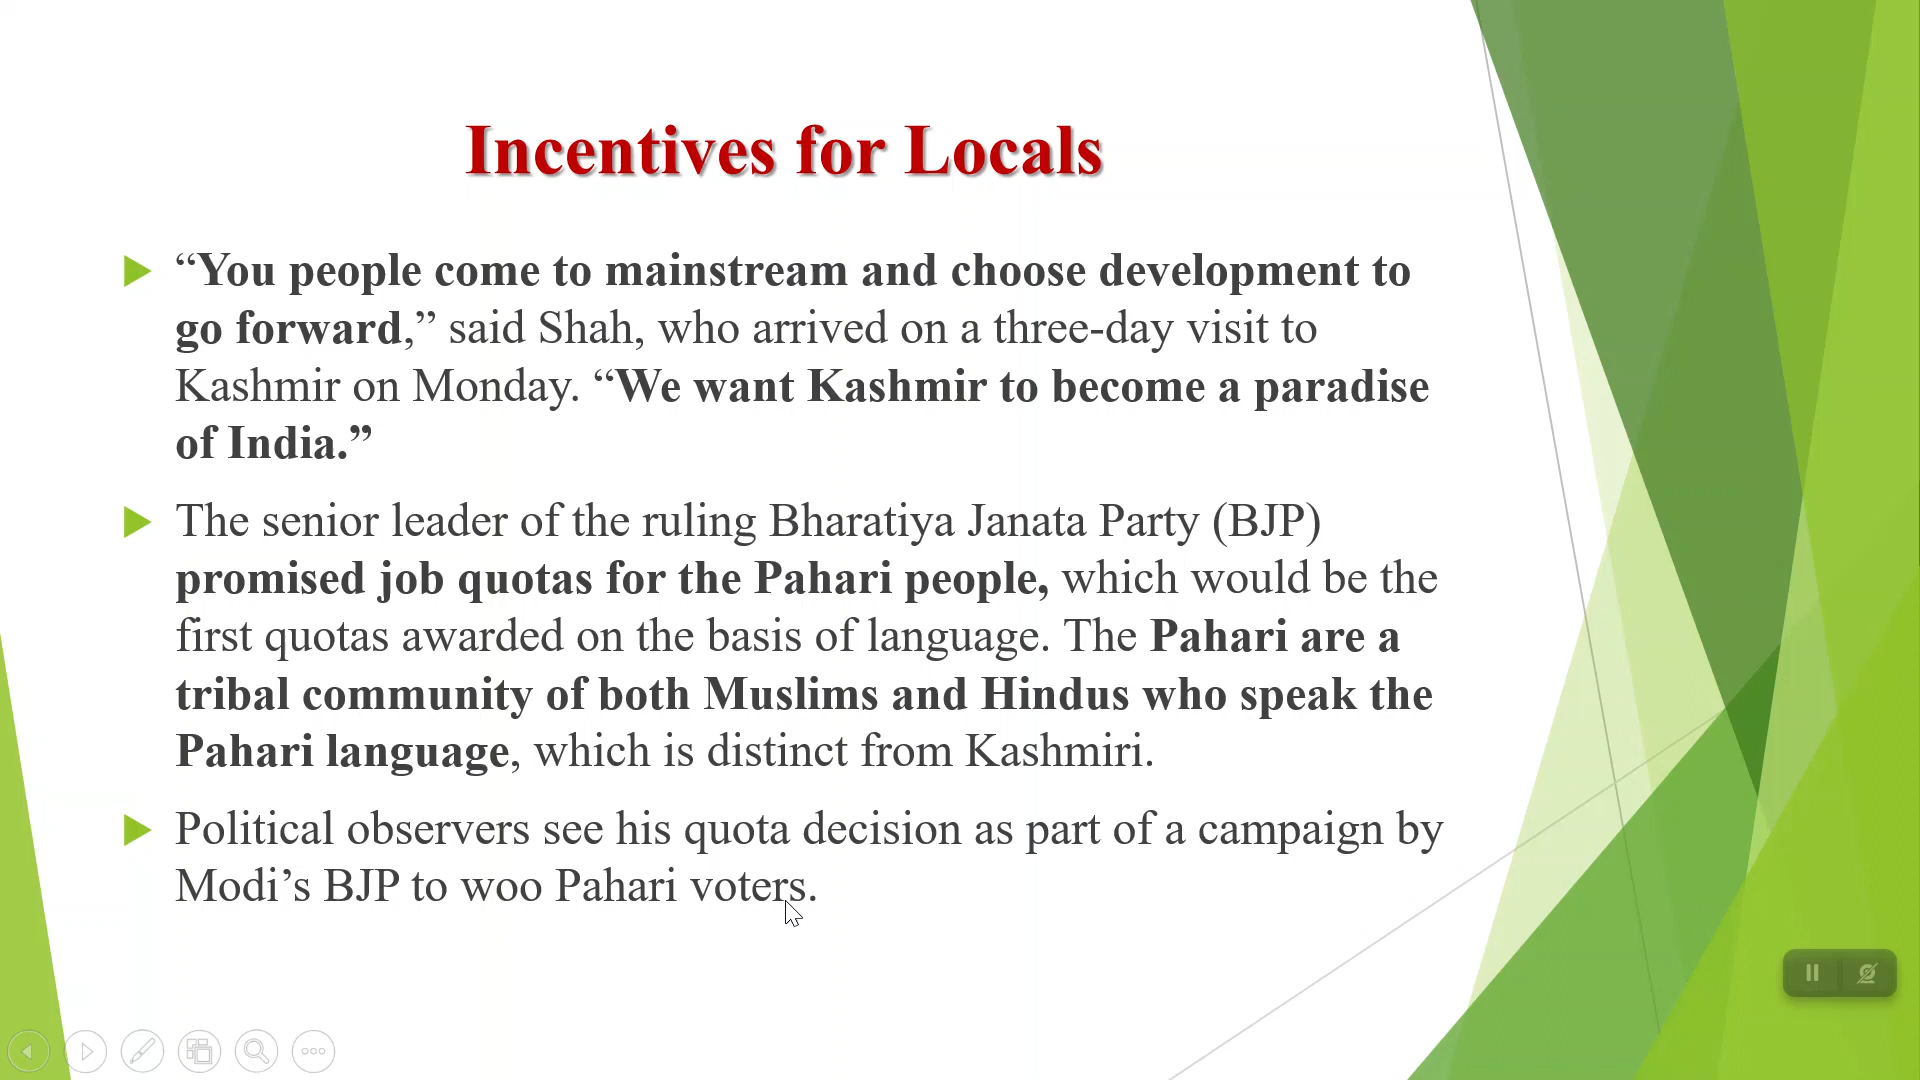 Incentives for Locals
“You people come to mainstream and choose development to
go forward,” said Shah, who arrived on a three-day visit to
Kashmir on Monday. “We want Kashmir to become a paradise
of India.”
The senior leader of the ruling Bharatiya Janata Party (BJP)
promised job quotas for the Pahari people, which would be the
first quotas awarded on the basis of language. The Pahari are a
tribal community of both Muslims and Hindus who speak the
Pahari language, which is distinct from Kashmiri.
Political observers see his quota decision as part of a campaign by
Modi’s BJP to woo Pahari voters.